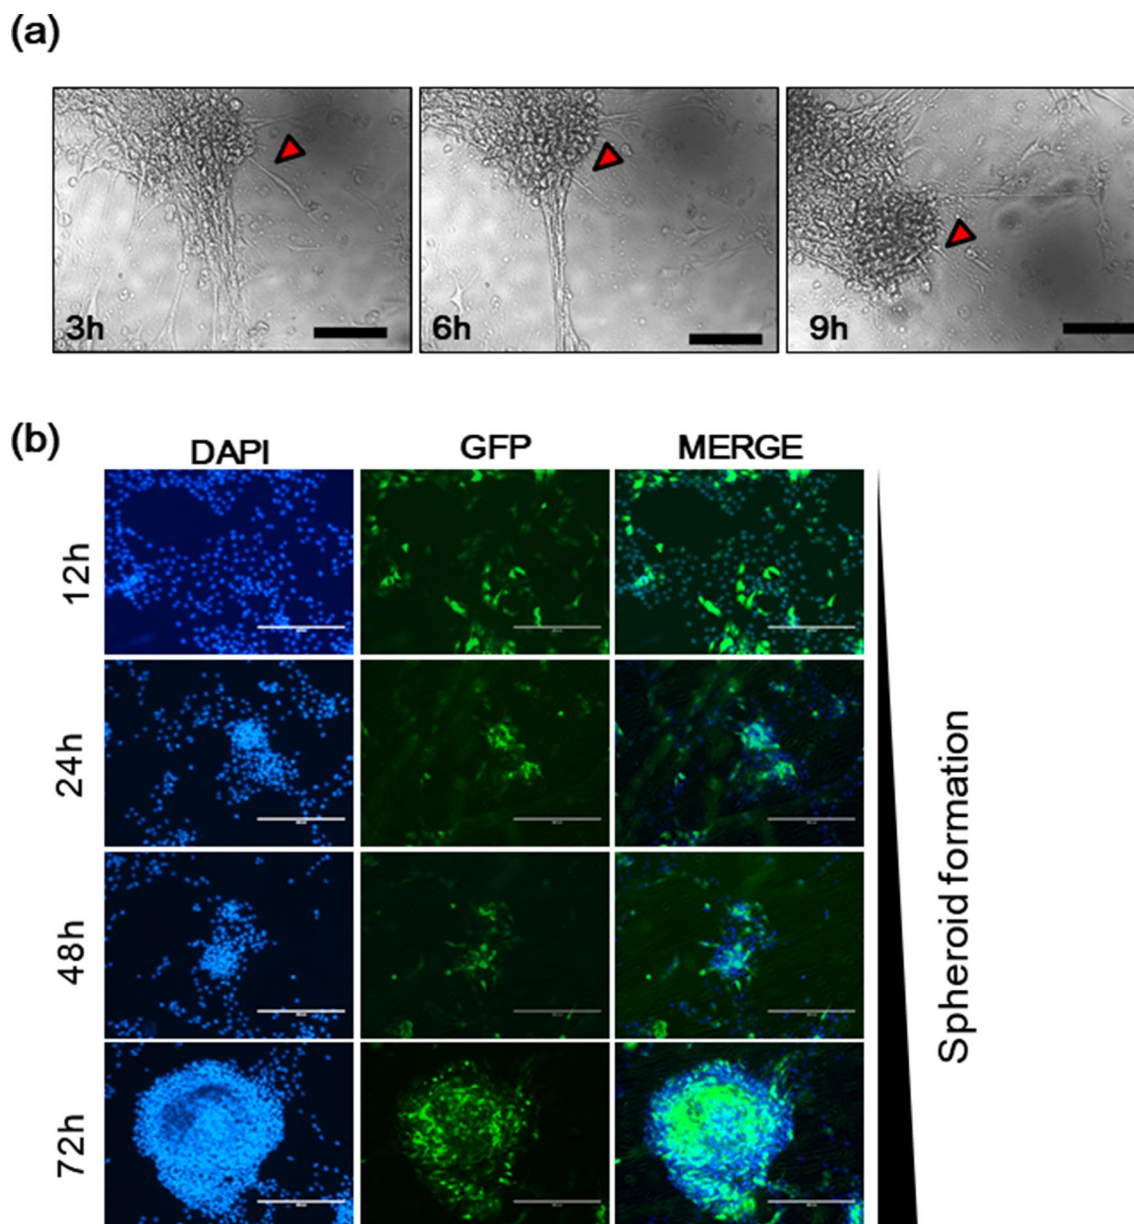 (a)
3h
6h
9h
(b)
DAPI
GFP
MERGE
12h
24h
48h
72h
Spheroid formation